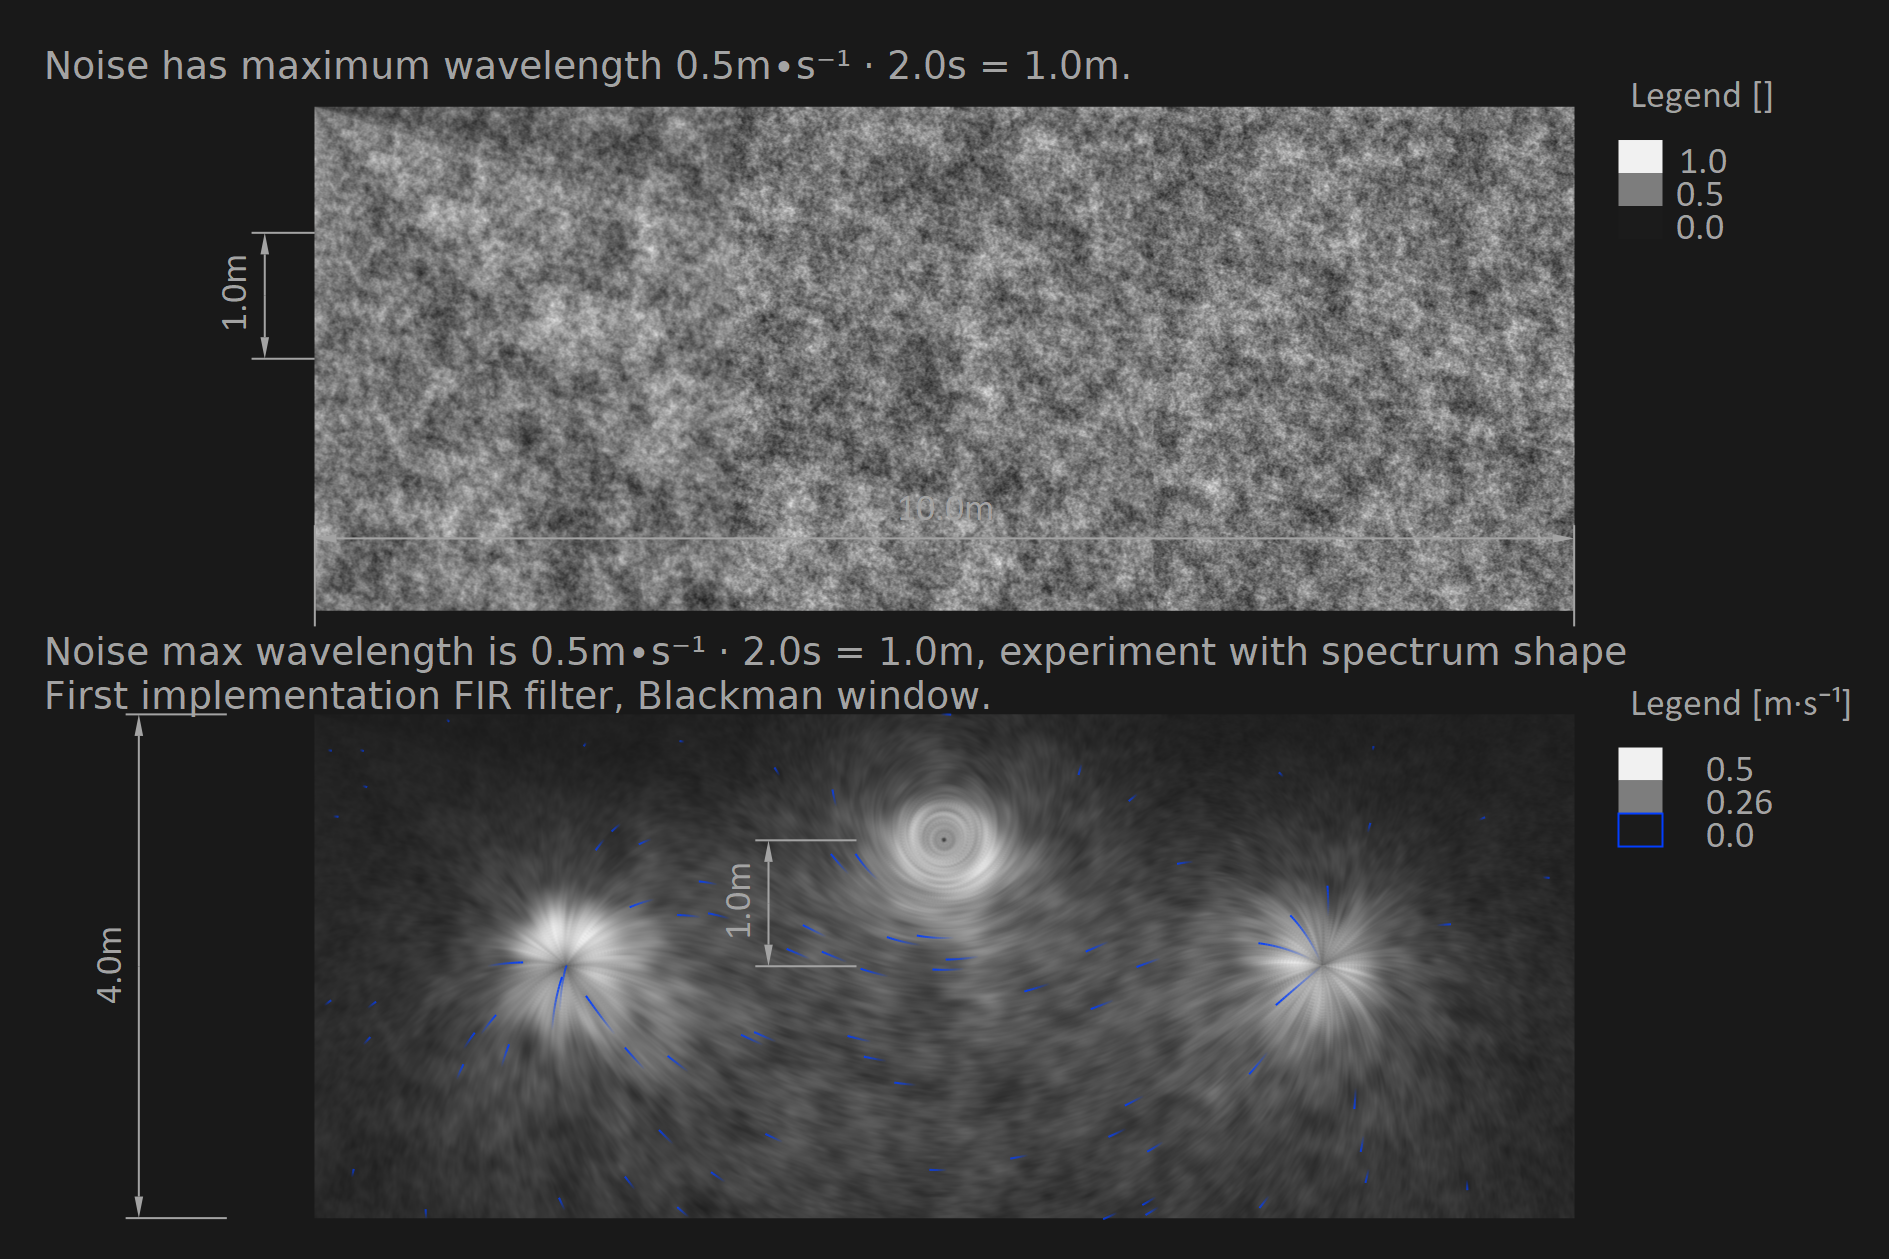 Noise has maximum wavelength 0.5m•s⁻¹ · 2.0s = 1.0m.
Legend []
1.0
0.5
0.0
1.0m
10.0m
Noise max wavelength is 0.5m•s⁻¹ · 2.0s = 1.0m, experiment with spectrum shape
First implementation FIR filter, Blackman window.
Legend [m·s⁻¹]
0.5
0.26
0.0
1.0m
4.0m